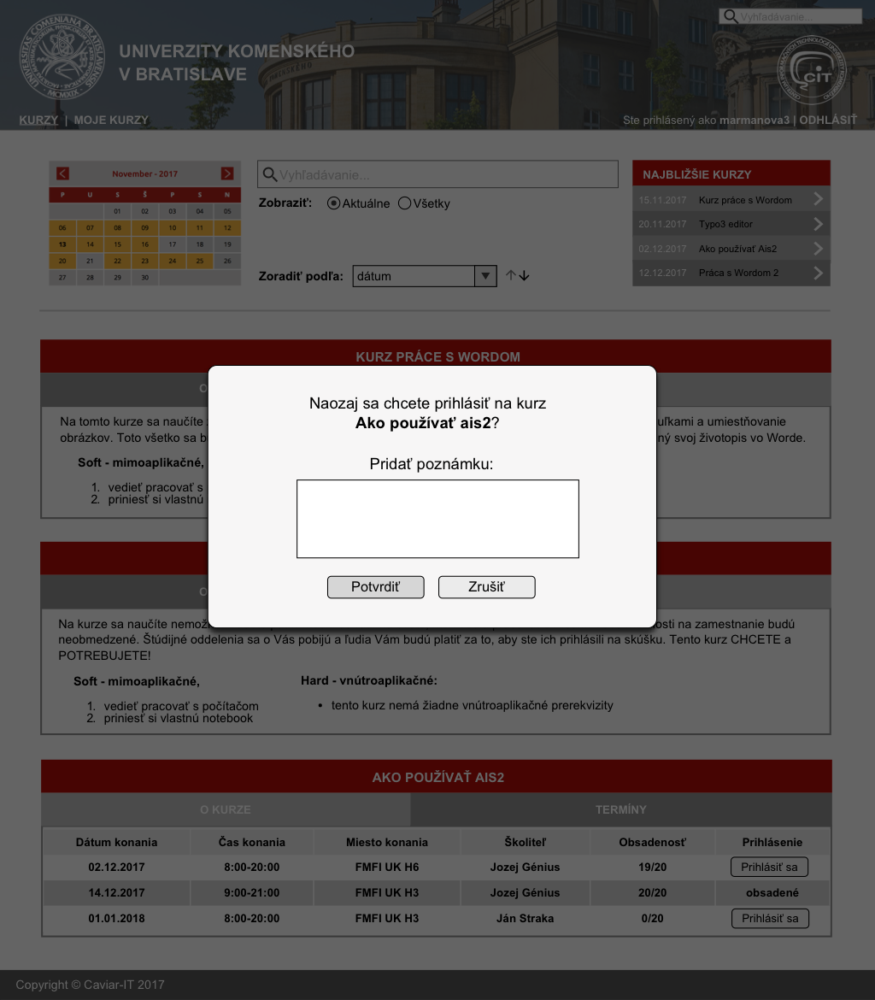 Vyhľadávanie...
UNIVERZITY KOMENSKÉHO
V BRATISLAVE
CIT
KURZY | MOJE KURZY
Ste prihlásený ako marmanova3 | ODHLÁSIŤ
November - 2017
P U S Š P S N
01 02 03 04 05
06 07 08 09 10 11 12
13 14 15 16 17 18 19
20 21 22 23 24 25 26
27 28 29 30
Vyhľadávanie...
Zobraziť: Aktuálne Všetky
Zoradiť podľa: dátum
NAJBLIŽŠIE KURZY
15.11.2017 Kurz práce s Wordom
20.11.2017 Typo3 editor
02.12.2017 Ako používať Ais2
12.12.2017 Práca s Wordom 2
KURZ PRÁCE S WORDOM
O
Na tomto kurze sa naučíte
uľkami a umiestňovanie
obrázkov. Toto všetko sa
ný svoj životopis vo Worde.
Soft - mimoaplikačné,
1. vedieť pracovať s
2. priniesť si vlastnú
Naozaj sa chcete prihlásiť na kurz
Ako používať ais2?
Pridať poznámku:
Potvrdiť Zrušiť
O
Na kurze sa naučíte nemož
osti na zamestnanie budú
neobmedzené. Štúdijné oddelenia sa o Vás pobijú a ľudia Vám budú platiť za to, aby ste ich prihlásili na skúšku. Tento kurz CHCETE a
POTREBUJETE!
Soft - mimoaplikačné,
1. vedieť pracovať s počítačom
2. priniesť si vlastnú notebook
Hard - vnútroaplikačné:
• tento kurz nemá žiadne vnútroaplikačné prerekvizity
AKO POUŽÍVAŤ AIS2
O KURZE TERMÍNY
Dátum konania Čas konania Miesto konania Školiteľ Obsadenosť Prihlásenie
02.12.2017 8:00-20:00 FMFI UK H6 Jozej Génius 19/20 Prihlásiť sa
14.12.2017 9:00-21:00 FMFI UK H3 Jozej Génius 20/20 obsadené
01.01.2018 8:00-20:00 FMFI UK H3 Ján Straka 0/20 Prihlásiť sa
Copyright © Caviar-IT 2017